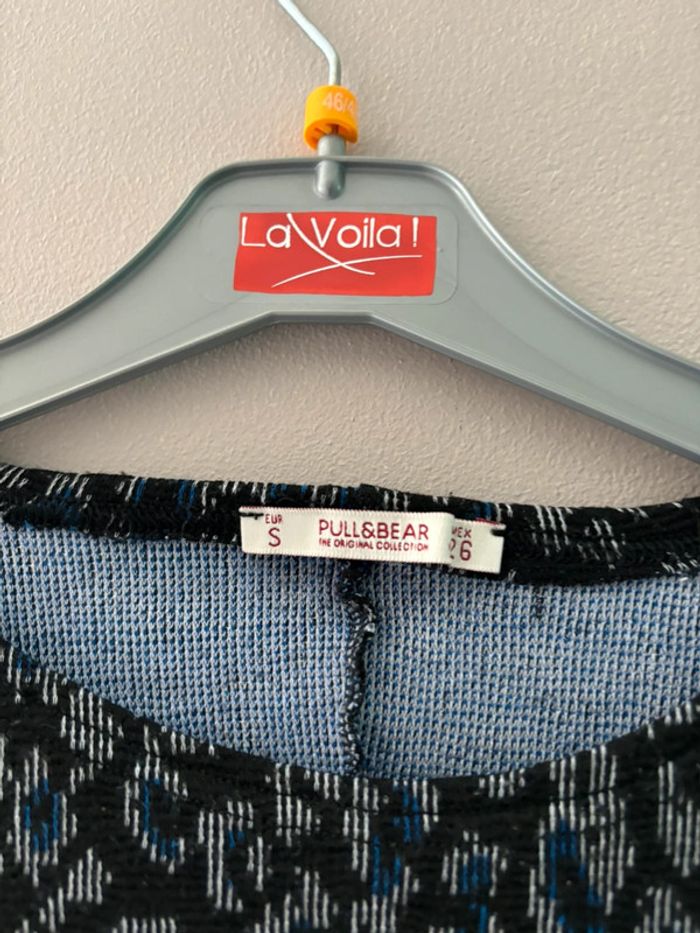 46/4
La Voila !
EUR
S
PULL&BEAR
THE ORIGINAL COLLECTION
MEX
26